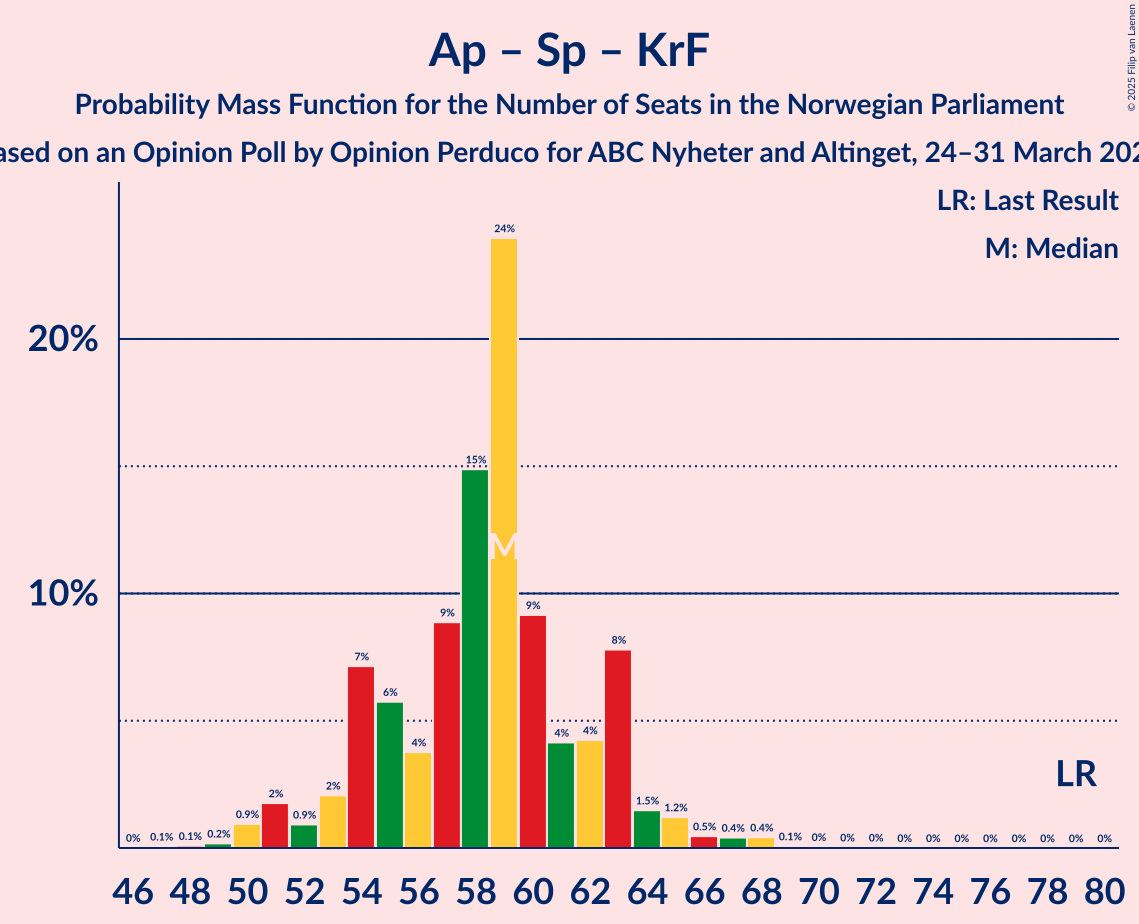 Ap – Sp – KrF
Probability Mass Function for the Number of Seats in the Norwegian Parliament
ased on an Opinion Poll by Opinion Perduco for ABC Nyheter and Altinget, 24–31 March 202
© 2025 Filip van Laenen
LR: Last Result
M: Median
20%
10%
0% 0.1% 0.1% 0.2% 0.9% 2% 0.9% 2% 7% 6% 4% 9% 15% 24% 9% 4% 4% 8% 1.5% 1.2% 0.5% 0.4% 0.4% 0.1% 0% 0% 0% 0% 0% 0% 0% 0% 0% 0% 0%
M
LR
46 48 50 52 54 56 58 60 62 64 66 68 70 72 74 76 78 80